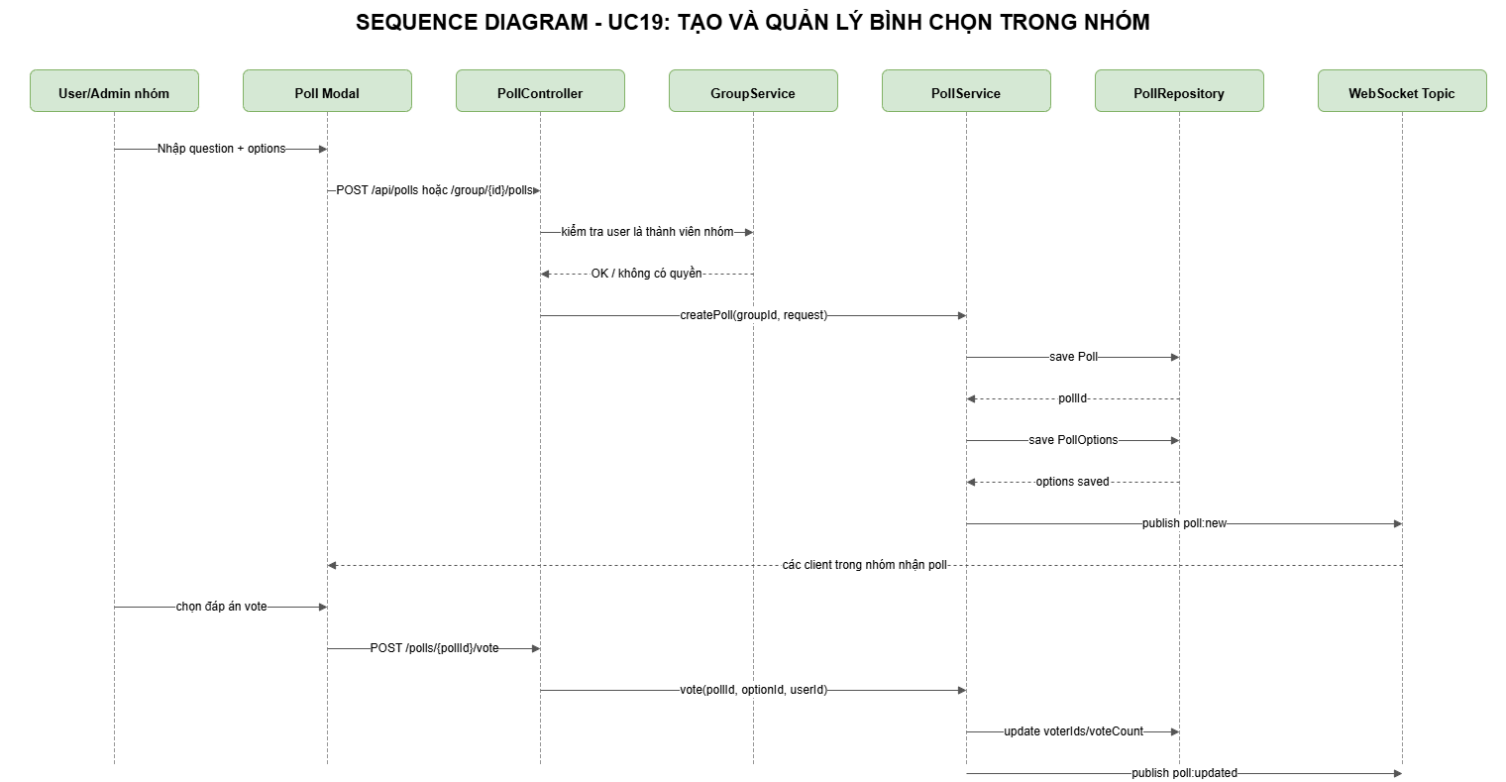 SEQUENCE DIAGRAM - UC19: TẠO VÀ QUẢN LÝ BÌNH CHỌN TRONG NHÓM
User/Admin nhóm
Poll Modal
PollController
GroupService
PollService
PollRepository
WebSocket Topic
Nhập question + options
POST /api/polls hoặc /group/{id}/polls
kiểm tra user là thành viên nhóm
OK / không có quyền
createPoll(groupId, request)
save Poll
pollId
save PollOptions
options saved
publish poll:new
các client trong nhóm nhận poll
chọn đáp án vote
POST /polls/{pollId}/vote
vote(pollId, optionId, userId)
update voterIds/voteCount
publish poll:updated